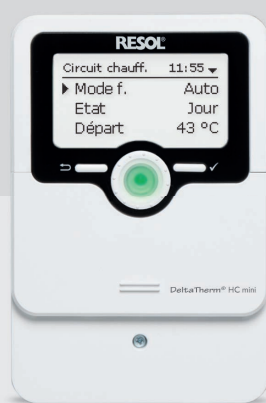 RESOL®
Circuit chauff. 11:55
Mode f. Auto
Etat Jour
Départ 43 °C
DeltaTherm® HC mini